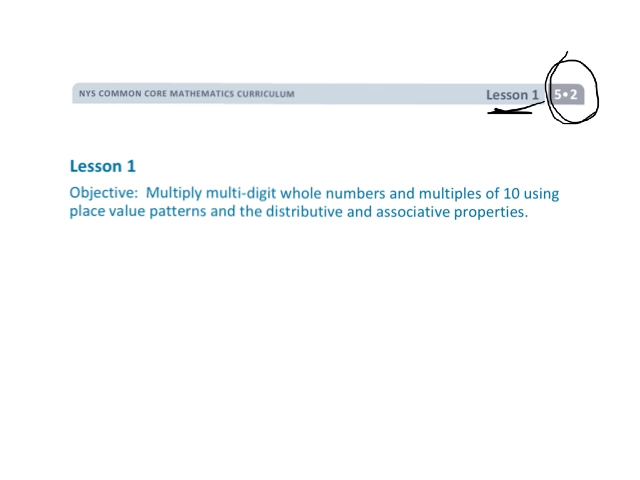 NYS COMMON CORE MATHEMATICS CURRICULUM Lesson 1 5•2
Lesson 1
Objective: Multiply multi-digit whole numbers and multiples of 10 using
place value patterns and the distributive and associative properties.